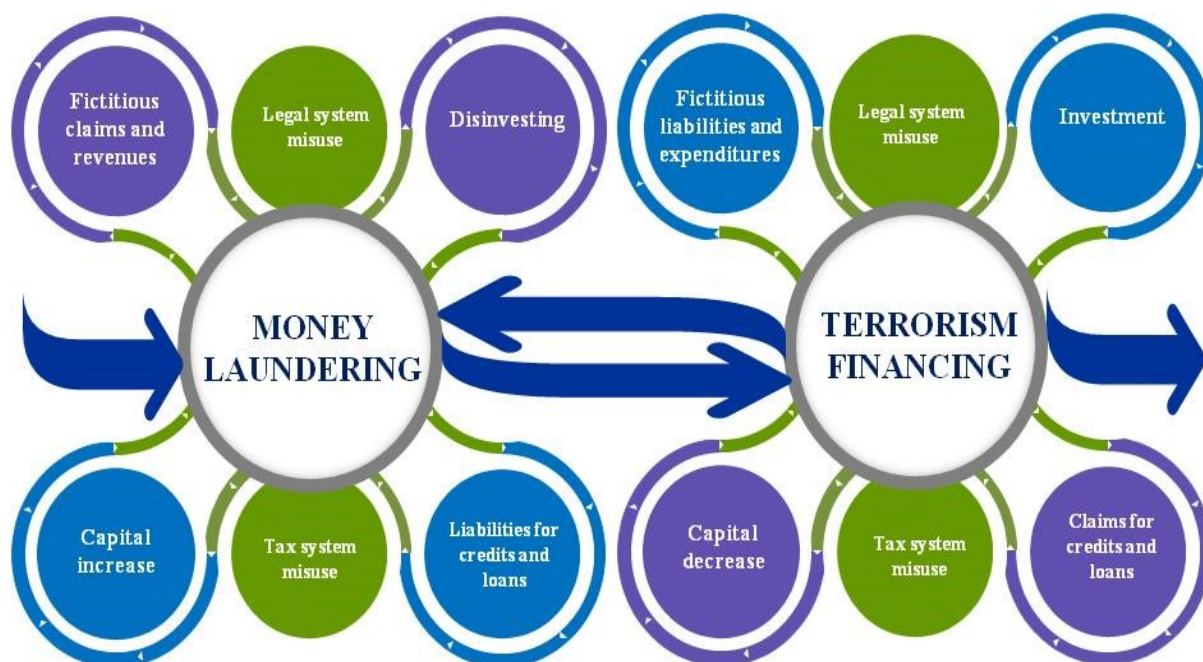 Fictitious
claims and
revenues
Legal system
misuse
Disinvesting
Fictitious
liabilities and
expenditures
Legal system
misuse
Investment
MONEY
LAUNDERING
TERRORISM
FINANCING
Capital
increase
Tax system
misuse
Liabilities for
credits and
loans
Capital
decrease
Tax system
misuse
Claims for
credits and
loans